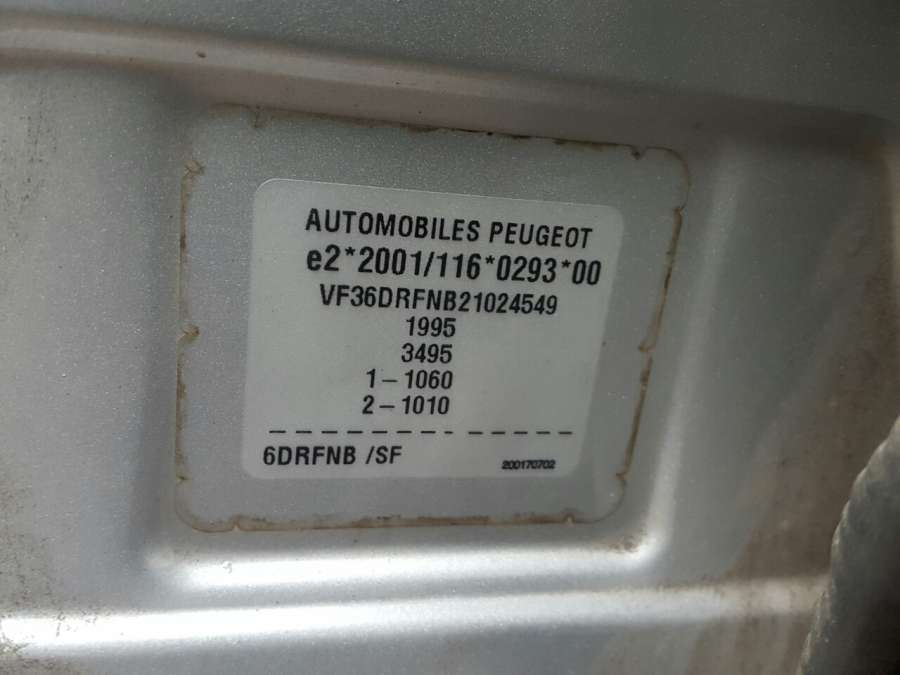 AUTOMOBILES PEUGEOT
e2*2001/116*0293*00
VF36DRFNB21024549
1995
3495
1-1060
2-1010
6DRFNB /SF
200170702